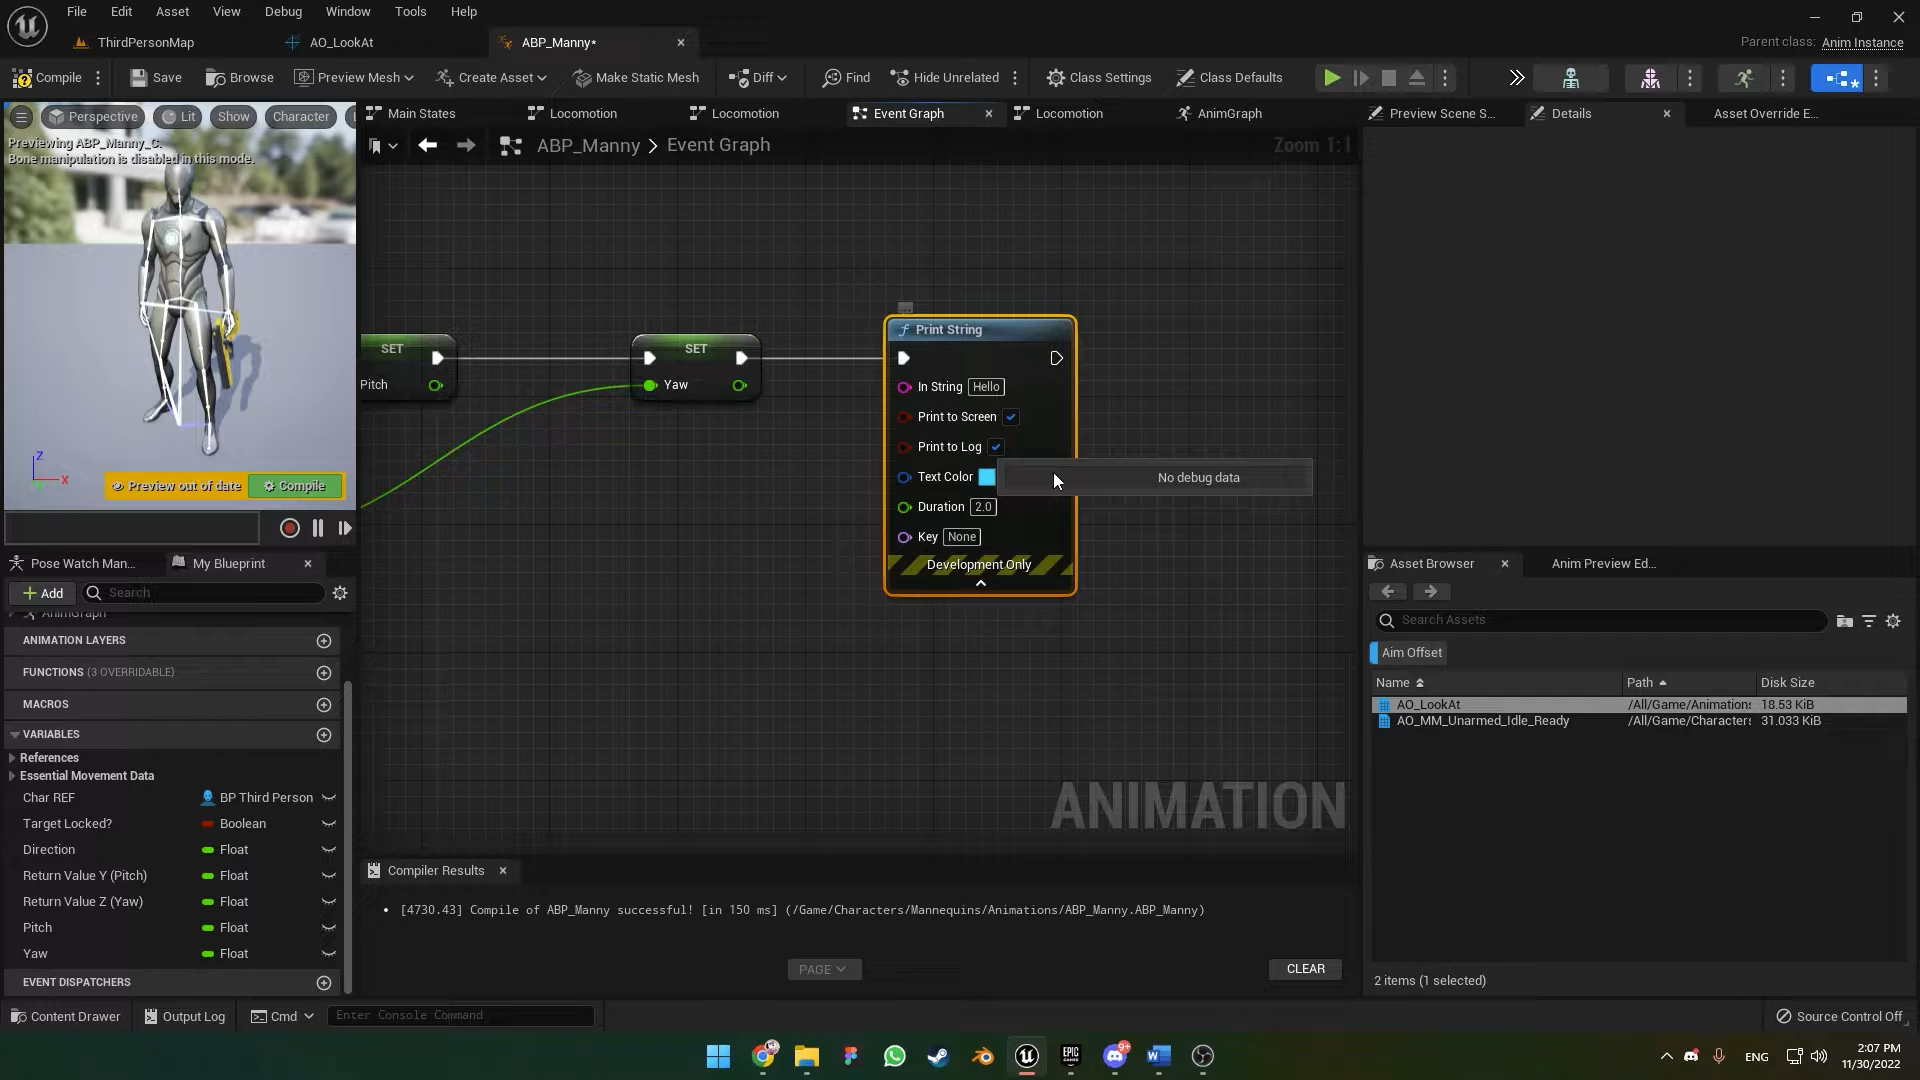 File Edit Asset View Debug Window Tools Help
ThirdPersonMap AO_LookAt ABP_Manny* Parent class: Anim Instance
Compile Save Browse Preview Mesh Create Asset Make Static Mesh Diff Find Hide Unrelated Class Settings Class Defaults
Main States Locomotion Locomotion Event Graph Locomotion AnimGraph Preview Scene S... Details Asset Override E...
Perspective Lit Show Character
Previewing ABP_Manny_C.
Bone manipulation is disabled in this mode.
ABP_Manny > Event Graph Zoom 1:1
SET
Pitch
SET
Yaw
Print String
In String Hello
Print to Screen
Print to Log
Text Color
No debug data
Duration 2.0
Key None
Development Only
Z
X
Preview out of date Compile
ANIMATION
Pose Watch Man... My Blueprint
Add Search
AnimGraph
ANIMATION LAYERS
FUNCTIONS (3 OVERRIDABLE)
MACROS
VARIABLES
References
Essential Movement Data
Char REF BP Third Person
Target Locked? Boolean
Direction Float
Return Value Y (Pitch) Float
Return Value Z (Yaw) Float
Pitch Float
Yaw Float
EVENT DISPATCHERS
Compiler Results
[4730.43] Compile of ABP_Manny successful! [in 150 ms] (/Game/Characters/Mannequins/Animations/ABP_Manny.ABP_Manny)
PAGE CLEAR
Asset Browser Anim Preview Ed...
Search Assets
Aim Offset
Name Path Disk Size
AO_LookAt /All/Game/Animations 18.53 KiB
AO_MM_Unarmed_Idle_Ready /All/Game/Characters 31.033 KiB
2 items (1 selected)
Content Drawer Output Log Cmd Enter Console Command Source Control Off
EPIC
GAMES
9+
ENG
2:07 PM
11/30/2022